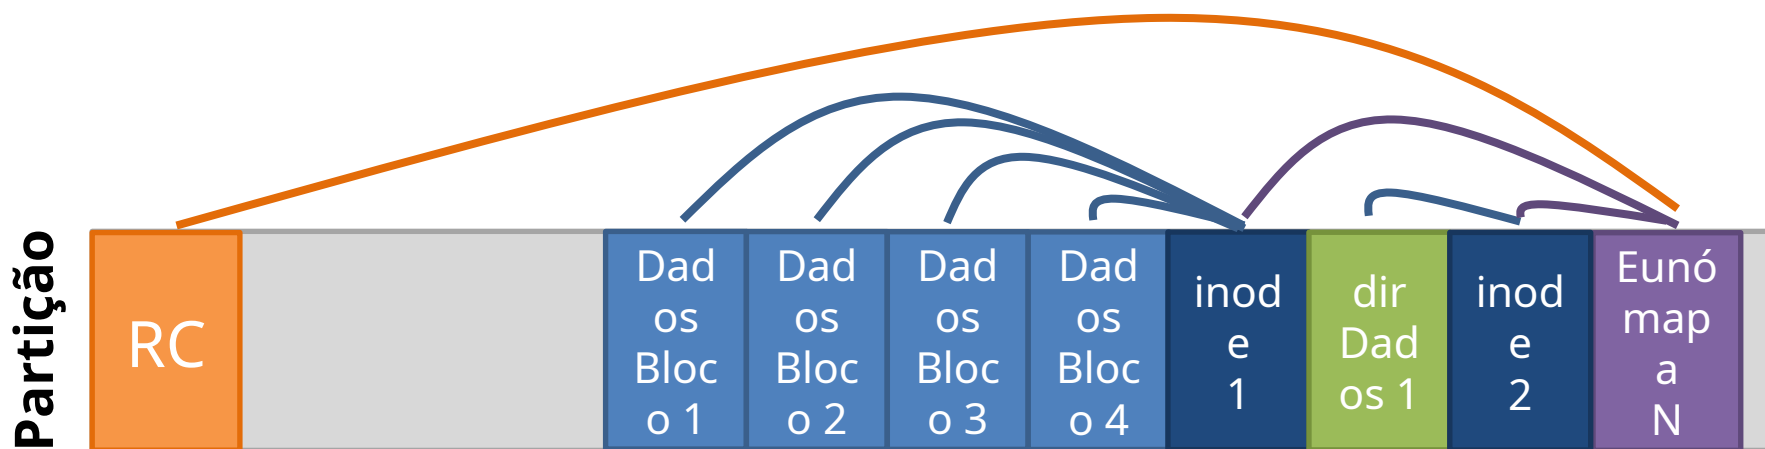 Partição
RC
Dad
os
Bloc
o 1
Dad
os
Bloc
o 2
Dad
os
Bloc
o 3
Dad
os
Bloc
o 4
inod
e
1
dir
Dad
os 1
inod
e
2
Eunó
map
a
N